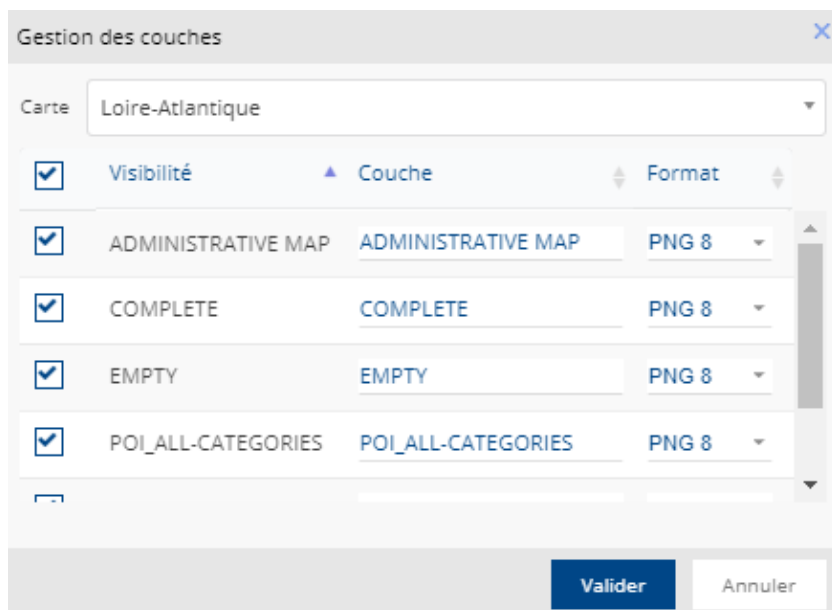 Gestion des couches
Carte Loire-Atlantique
Visibilité Couche Format
ADMINISTRATIVE MAP ADMINISTRATIVE MAP PNG 8
COMPLETE COMPLETE PNG 8
EMPTY EMPTY PNG 8
POI_ALL-CATEGORIES POI_ALL-CATEGORIES PNG 8
Valider Annuler